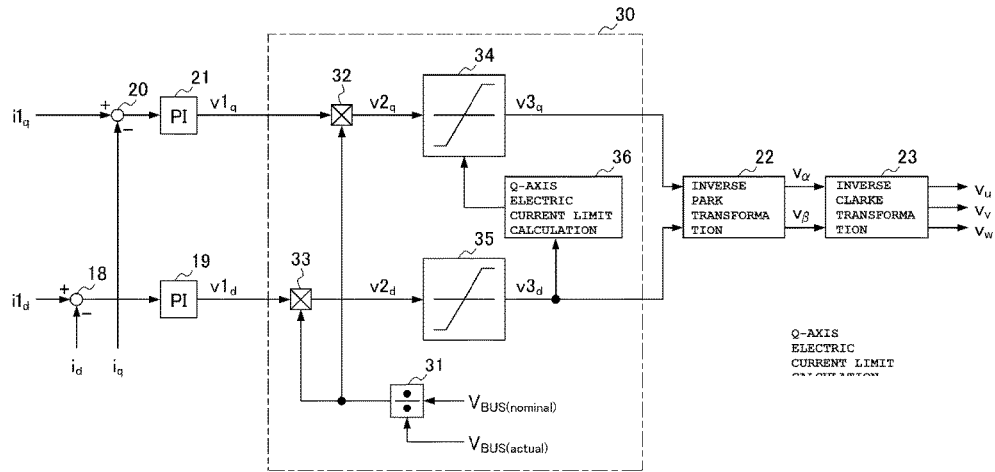 30
34
20
21
32
i1q
+
−
PI
v1q
v2q
v3q
36
22
23
Q-AXIS
ELECTRIC
CURRENT LIMIT
CALCULATION
INVERSE
PARK
TRANSFORMA
TION
vα
vβ
INVERSE
CLARKE
TRANSFORMA
TION
vu
vv
vw
18
19
33
35
i1d
+
−
PI
v1d
v2d
v3d
id
iq
31
÷
VBUS(nominal)
VBUS(actual)
Q-AXIS
ELECTRIC
CURRENT LIMIT
CALCULATION